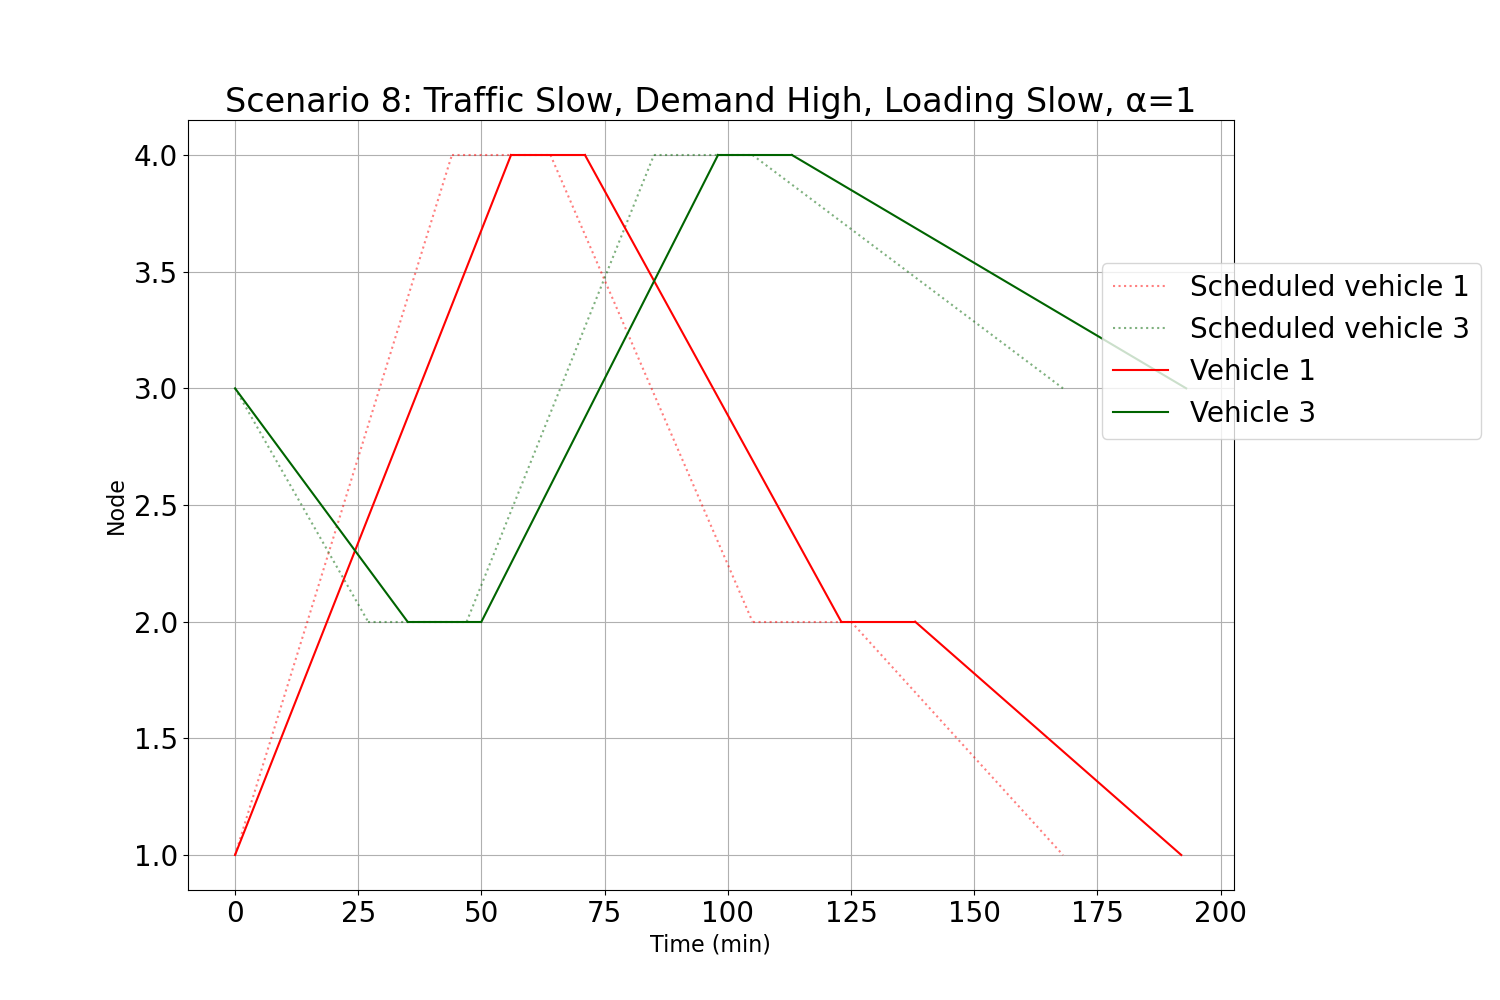 Scenario 8: Traffic Slow, Demand High, Loading Slow, α=1
4.0
3.5
3.0
2.5
2.0
1.5
1.0
Node
0 25 50 75 100 125 150 175 200
Time (min)
Scheduled vehicle 1
Scheduled vehicle 3
Vehicle 1
Vehicle 3